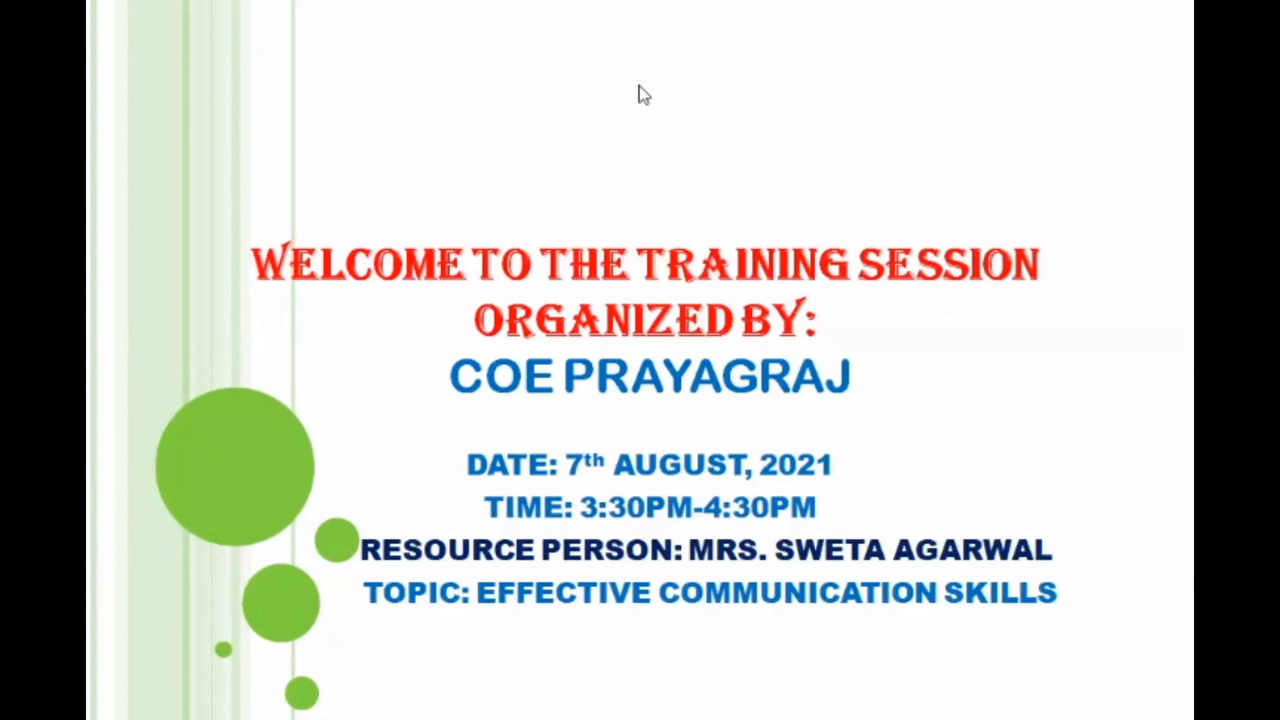 WELCOME TO THE TRAINING SESSION
ORGANIZED BY:
COE PRAYAGRAJ
DATE: 7th AUGUST, 2021
TIME: 3:30PM-4:30PM
RESOURCE PERSON: MRS. SWETA AGARWAL
TOPIC: EFFECTIVE COMMUNICATION SKILLS